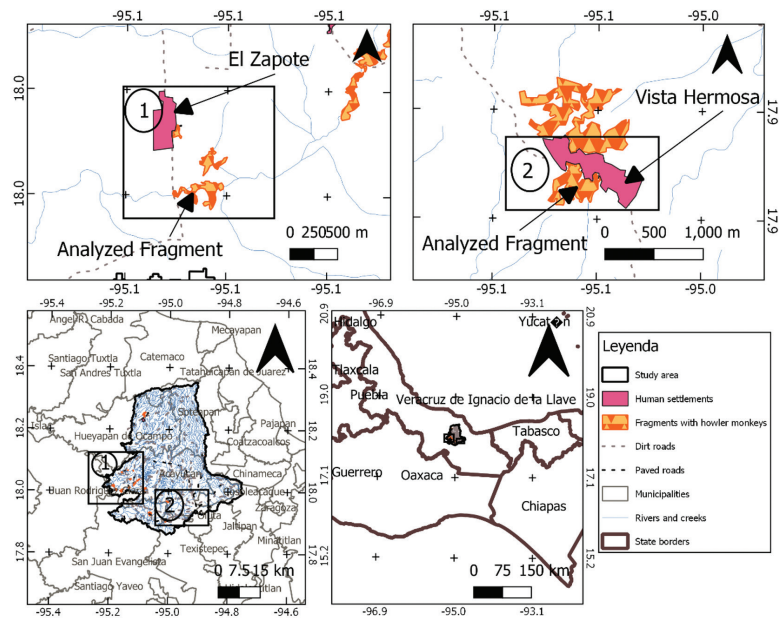 -95.1 -95.1 -95.1
El Zapote
1
18.0
18.0
Analyzed Fragment
0 250500 m
-95.1 -95.1 -95.1
-95.1 -95.1 -95.0
17.9
Vista Hermosa
2
Analyzed Fragment
17.9
0 500 1,000 m
-95.1 -95.1 -95.0
-95.4 -95.2 -95.0 -94.8 -94.6
Mecayapan
Santiago Tuxtla
Catemaco
San Andres Tuxtla
Tatahuicapan de Juarez
18.4
18.4
Soteapan
Pajapan
18.2
18.2
Hueyapan de Ocampo
Coatzacoalcos
1
Acayucan
Chinameca
18.0
18.0
2
Zaragoza
Jaltipan
Minatitlan
Texistepec
17.8
17.8
San Juan Evangelista
0 7.5 15 km
Santiago Yaveo
-95.4 -95.2 -95.0 -94.8 -94.6
-96.9 -95.0 -93.1
20.9
20.9
Hidalgo
Yucat�n
Tlaxcala
Puebla
19.0
19.0
Veracruz de Ignacio de la Llave
Tabasco
Guerrero
Oaxaca
17.1
17.1
Chiapas
15.2
15.2
0 75 150 km
-96.9 -95.0 -93.1
Leyenda
Study area
Human settlements
Fragments with howler monkeys
Dirt roads
Paved roads
Municipalities
Rivers and creeks
State borders